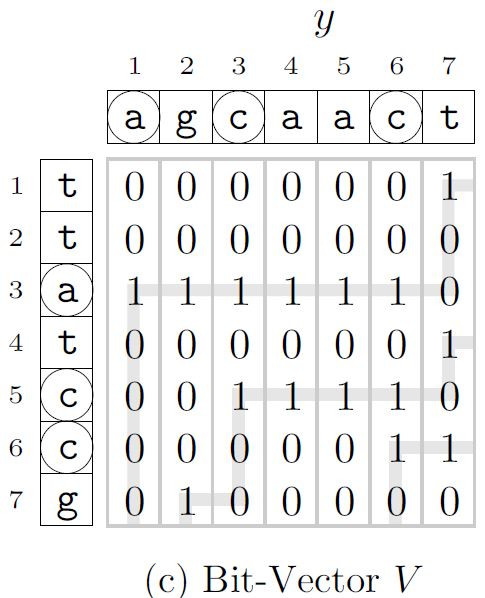 y
1 2 3 4 5 6 7
a g c a a c t
1 t 0 0 0 0 0 0 1
2 t 0 0 0 0 0 0 0
3 a 1 1 1 1 1 1 0
4 t 0 0 0 0 0 0 1
5 c 0 0 1 1 1 1 0
6 c 0 0 0 0 0 1 1
7 g 0 1 0 0 0 0 0
(c) Bit-Vector V